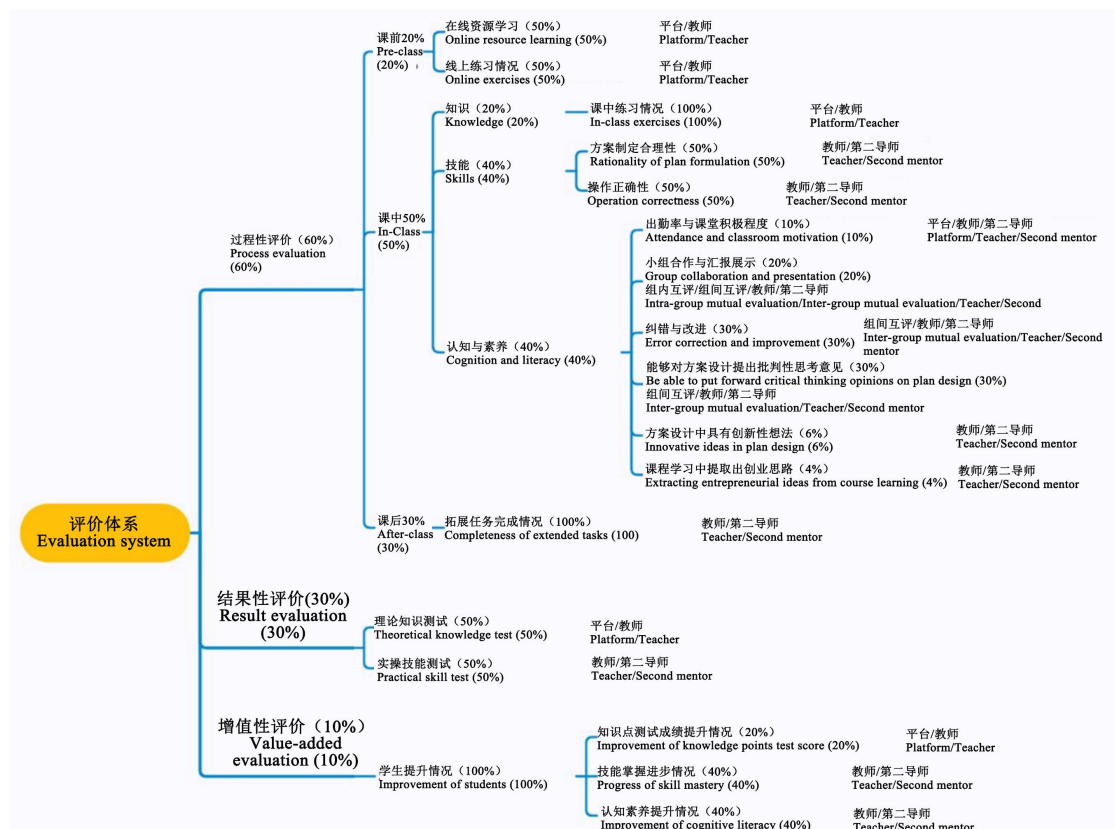 评价体系
Evaluation system
过程性评价（60%）
Process evaluation
(60%)
课前20%
Pre-class
(20%)
在线资源学习（50%）
Online resource learning (50%)
平台/教师
Platform/Teacher
线上练习情况（50%）
Online exercises (50%)
平台/教师
Platform/Teacher
课中50%
In-Class
(50%)
知识（20%）
Knowledge (20%)
课中练习情况（100%）
In-class exercises (100%)
平台/教师
Platform/Teacher
技能（40%）
Skills (40%)
方案制定合理性（50%）
Rationality of plan formulation (50%)
教师/第二导师
Teacher/Second mentor
操作正确性（50%）
Operation correctness (50%)
教师/第二导师
Teacher/Second mentor
认知与素养（40%）
Cognition and literacy (40%)
出勤率与课堂积极程度（10%）
Attendance and classroom motivation (10%)
平台/教师/第二导师
Platform/Teacher/Second mentor
小组合作与汇报展示（20%）
Group collaboration and presentation (20%)
组内互评/组间互评/教师/第二导师
Intra-group mutual evaluation/Inter-group mutual evaluation/Teacher/Second
纠错与改进（30%）
Error correction and improvement (30%)
组间互评/教师/第二导师
Inter-group mutual evaluation/Teacher/Second
mentor
能够对方案设计提出批判性思考意见（30%）
Be able to put forward critical thinking opinions on plan design (30%)
组间互评/教师/第二导师
Inter-group mutual evaluation/Teacher/Second mentor
方案设计中具有创新性想法（6%）
Innovative ideas in plan design (6%)
教师/第二导师
Teacher/Second mentor
课程学习中提取出创业思路（4%）
Extracting entrepreneurial ideas from course learning (4%)
教师/第二导师
Teacher/Second mentor
课后30%
After-class
(30%)
拓展任务完成情况（100%）
Completeness of extended tasks (100)
教师/第二导师
Teacher/Second mentor
结果性评价(30%)
Result evaluation
(30%)
理论知识测试（50%）
Theoretical knowledge test (50%)
平台/教师
Platform/Teacher
实操技能测试（50%）
Practical skill test (50%)
教师/第二导师
Teacher/Second mentor
增值性评价（10%）
Value-added
evaluation (10%)
学生提升情况（100%）
Improvement of students (100%)
知识点测试成绩提升情况（20%）
Improvement of knowledge points test score (20%)
平台/教师
Platform/Teacher
技能掌握进步情况（40%）
Progress of skill mastery (40%)
教师/第二导师
Teacher/Second mentor
认知素养提升情况（40%）
Improvement of cognitive literacy (40%)
教师/第二导师
Teacher/Second mentor